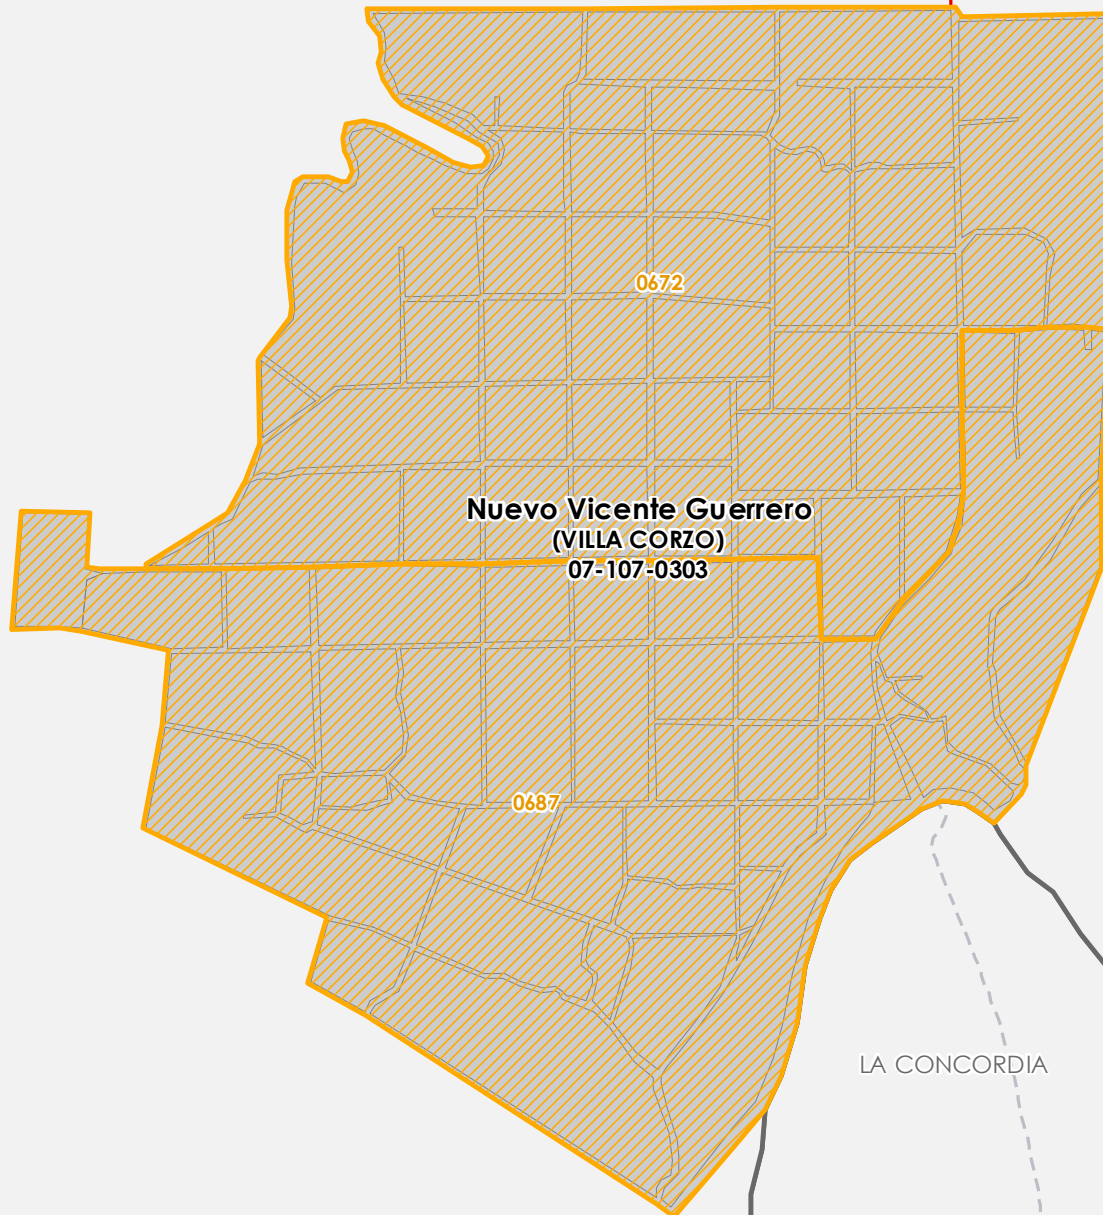 0672
Nuevo Vicente Guerrero
(VILLA CORZO)
07-107-0303
0687
LA CONCORDIA